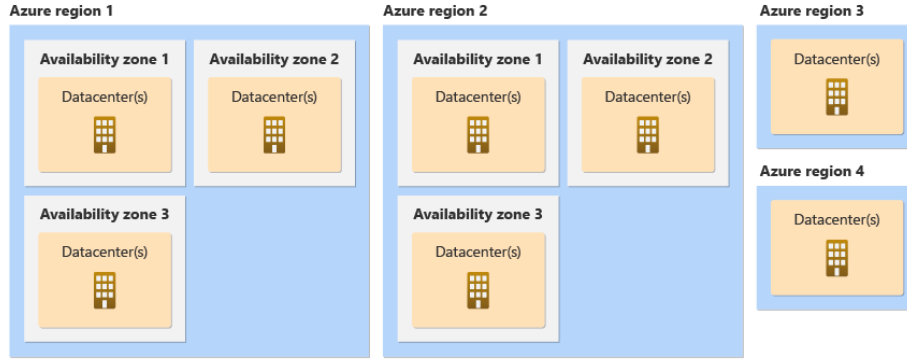 Azure region 1
Availability zone 1
Datacenter(s)
Availability zone 2
Datacenter(s)
Availability zone 3
Datacenter(s)
Azure region 2
Availability zone 1
Datacenter(s)
Availability zone 2
Datacenter(s)
Availability zone 3
Datacenter(s)
Azure region 3
Datacenter(s)
Azure region 4
Datacenter(s)